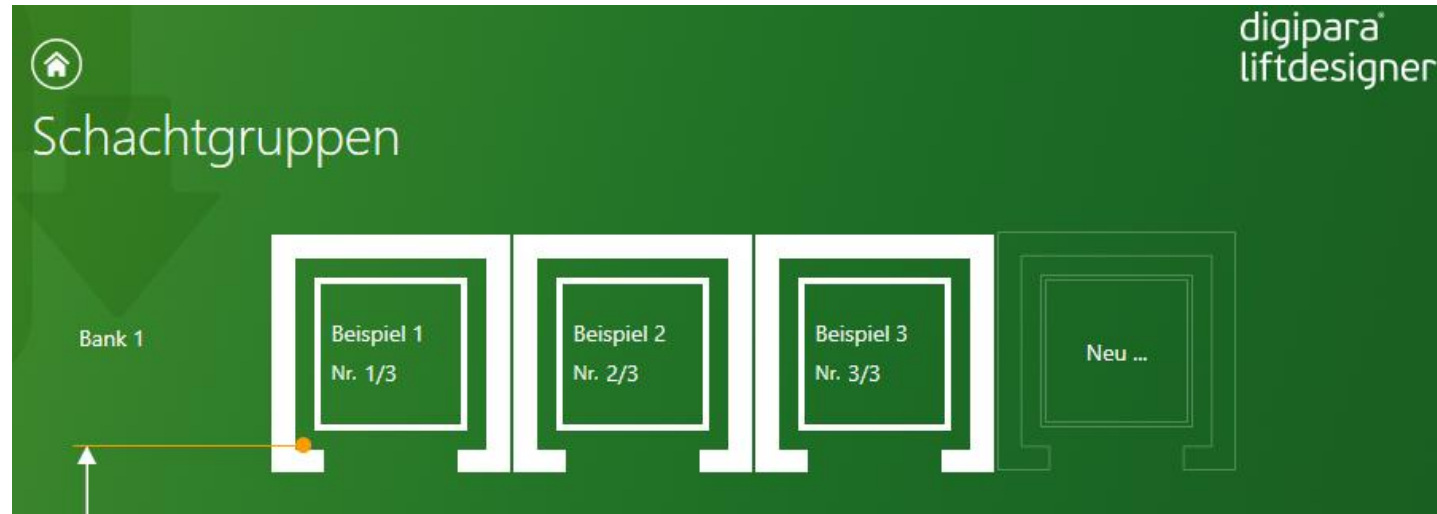 digipara®
liftdesigner
Schachtgruppen
Bank 1
Beispiel 1
Nr. 1/3
Beispiel 2
Nr. 2/3
Beispiel 3
Nr. 3/3
Neu ...